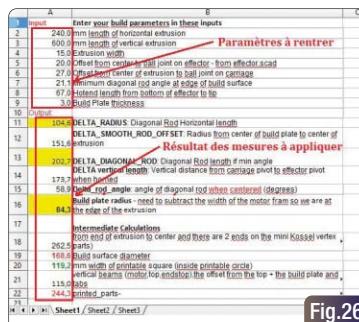 A B
1 Input Enter your build parameters in these inputs
2 240,0 mm length of horizontal extrusion
3 600,0 mm length of vertical extrusion
4 15,0 Extrusion width
5 20,0 Offset from center to ball joint on effector - from effector.scad
6 27,0 Offset center of extrusion to ball joint on carriage
7 21,1 Minimum diagonal rod angle at edge of build surface
8 67,0 Hotend length from bottom of effector to tip
9 3,0 Build Plate thickness
Paramètres à rentrer
10 Output
11 104,6 DELTA_RADIUS: Diagonal Rod Horizontal length
12 151,6 DELTA_SMOOTH_ROD_OFFSET: Radius from center of build plate to center of extrusion
13 202,7 DELTA_DIAGONAL_ROD: Diagonal Rod length if min angle
Résultat des mesures à appliquer
14 173,7 DELTA vertical length: Vertical distance from carriage pivot to effector pivot when homed
15 58,9 Delta_rod_angle: angle of diagonal rod when centered (degrees)
16 84,3 Build plate radius - need to subtract the width of the motor fram so we are at the edge of the extrusion
17 Intermediate Calculations
18 262,5 from end of extrusion to center and there are 2 ends on the mini Kossel vertex parts)
19 168,6 Build surface diameter
20 119,2 mm width of printable square (inside printable circle)
21 115,0 vertical beams (motor,top,endstop).the offset from the top + the build plate and tabs
22 244,3 printed_parts-
Sheet1 / Sheet2 / Sheet3
Fig.26